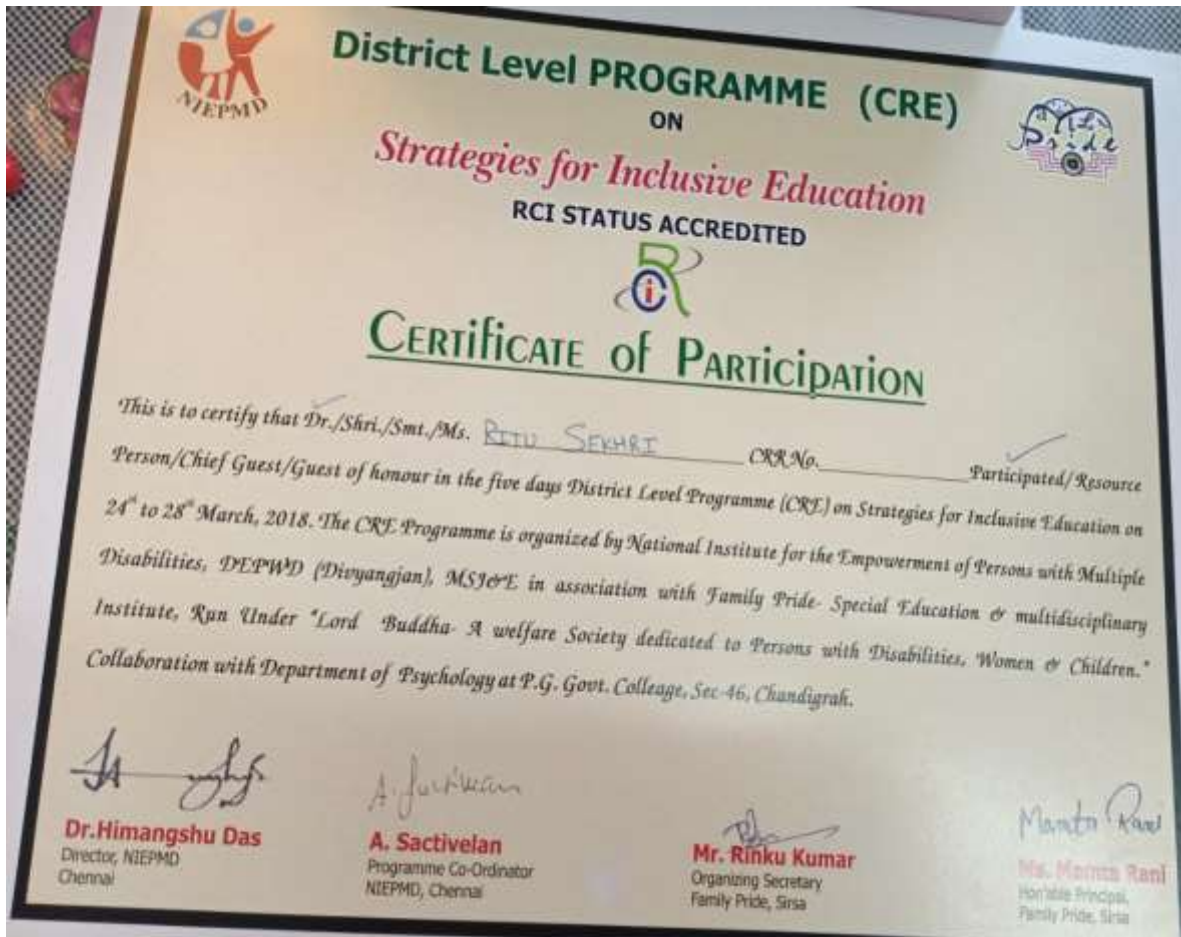 NIEPMD
District Level PROGRAMME (CRE)
ON
Pride
Strategies for Inclusive Education
RCI STATUS ACCREDITED
RCi
CERTIFICATE of PARTICIPATION
This is to certify that Dr./Shri./Smt./Ms. RITU SEKHRI CRR No. Participated/ Resource
Person/Chief Guest/Guest of honour in the five days District Level Programme (CRE) on Strategies for Inclusive Education on
24st to 28th March, 2018. The CRE Programme is organized by National Institute for the Empowerment of Persons with Multiple
Disabilities, DEPWD (Divyangjan), MSJ&E in association with Family Pride- Special Education & multidisciplinary
Institute, Run Under "Lord Buddha- A welfare Society dedicated to Persons with Disabilities, Women & Children."
Collaboration with Department of Psychology at P.G. Govt. Colleage, Sec-46, Chandigrah.
Mamta Rani
Dr.Himangshu Das
Director, NIEPMD
Chennai
A. Sactivelan
Programme Co-Ordinator
NIEPMD, Chennai
Mr. Rinku Kumar
Organizing Secretary
Family Pride, Sirsa
Ms. Mamta Rani
Hon'able Principal,
Family Pride, Sirsa